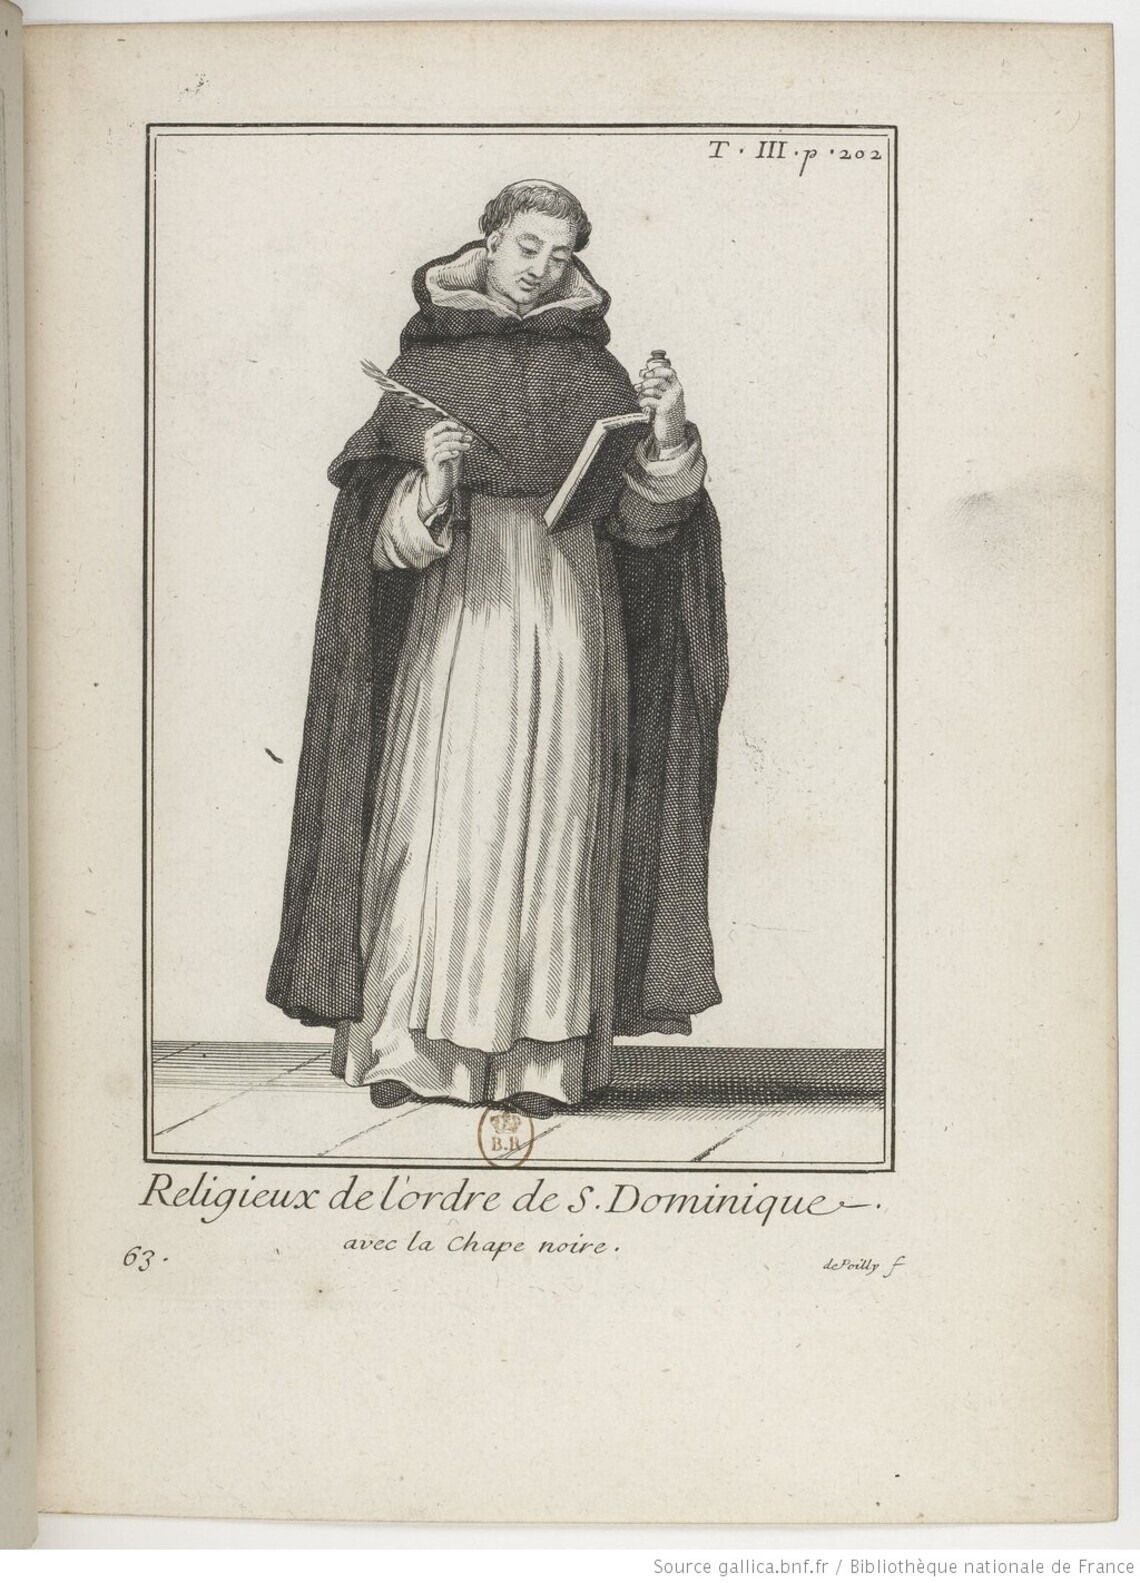 T · III · p · 202
B.R
Religieux de l'ordre de S. Dominique.
avec la Chape noire.
63.
de Poilly f
Source gallica.bnf.fr / Bibliothèque nationale de France